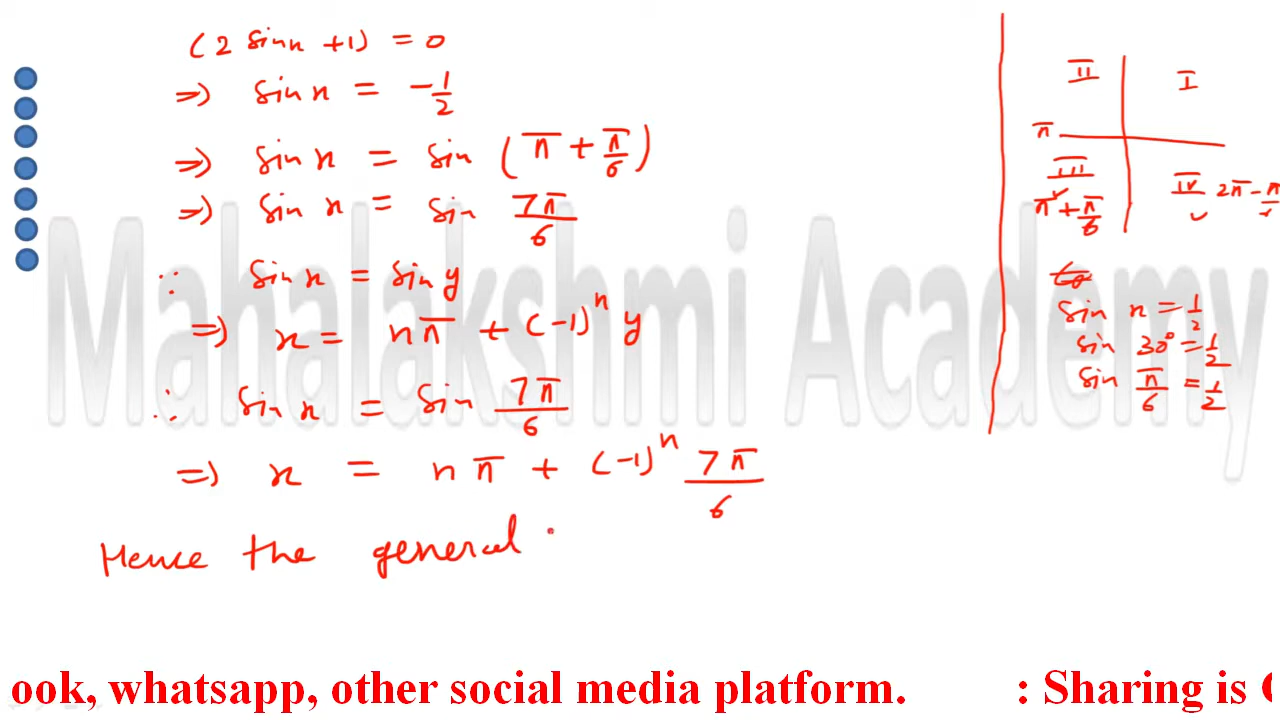 (2 sin x + 1) = 0
⇒ sin x = -1/2
⇒ sin x = sin (π + π/6)
⇒ sin x = sin 7π/6
∵ sin x = sin y
⇒ x = nπ + (-1)ⁿ y
∴ sin x = sin 7π/6
⇒ x = nπ + (-1)ⁿ 7π/6
Hence the general
II I
π
III IV 2π - π
π + π/6
sin x = 1/2
sin 30° = 1/2
sin π/6 = 1/2
Mahalakshmi Academy
ook, whatsapp, other social media platform. : Sharing is